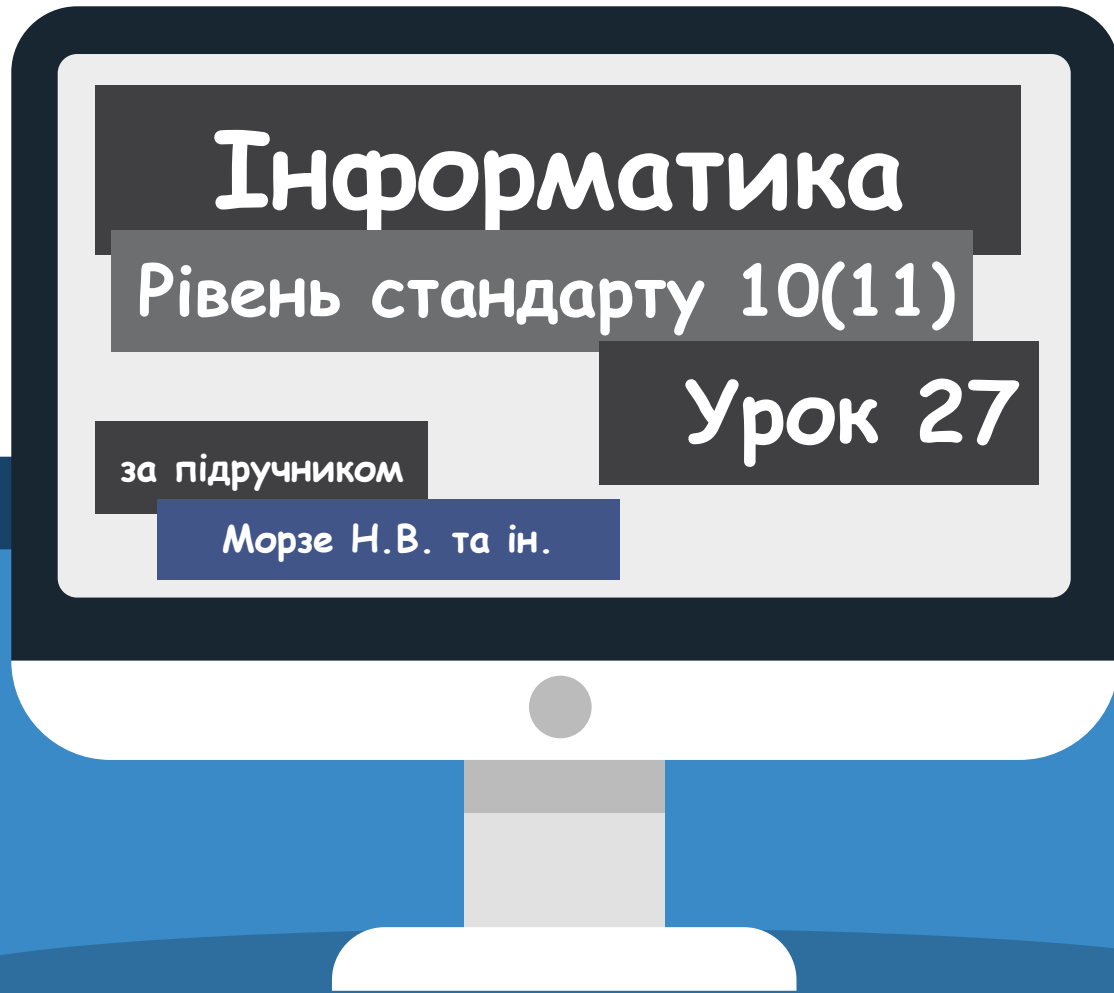 Інформатика
Рівень стандарту 10(11)
Урок 27
за підручником
Морзе Н.В. та ін.